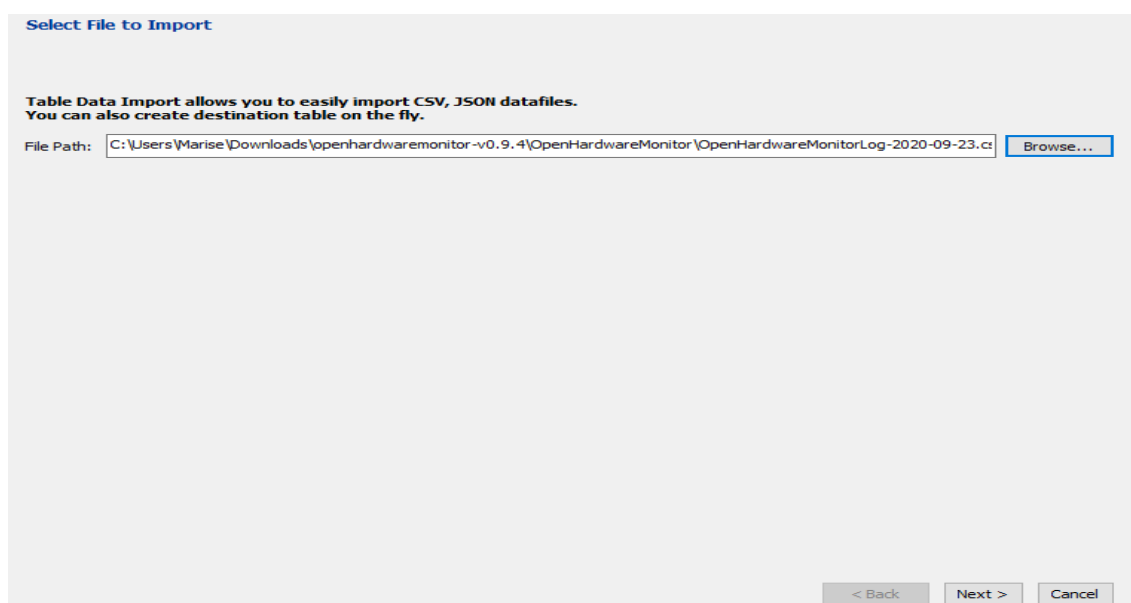 Select File to Import
Table Data Import allows you to easily import CSV, JSON datafiles.
You can also create destination table on the fly.
File Path: C:\Users\Marise\Downloads\openhardwaremonitor-v0.9.4\OpenHardwareMonitor\OpenHardwareMonitorLog-2020-09-23.cs Browse...
< Back Next > Cancel